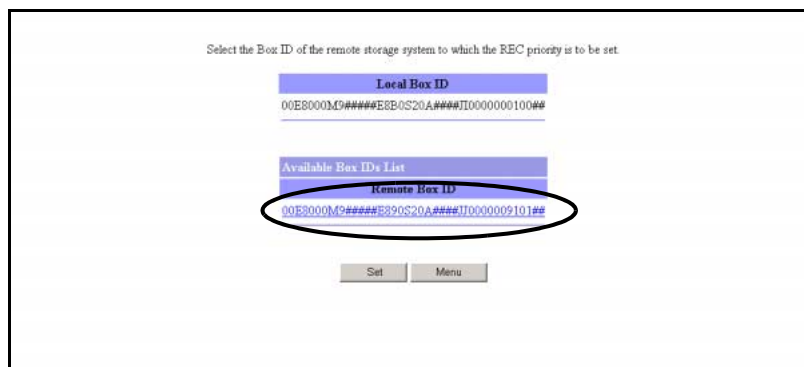 Select the Box ID of the remote storage system to which the REC priority is to be set.
Local Box ID
00E8000M9#####E8B0S20A####JJ0000000100##
Available Box IDs List
Remote Box ID
00E8000M9#####E890S20A####JJ0000009101##
Set
Menu